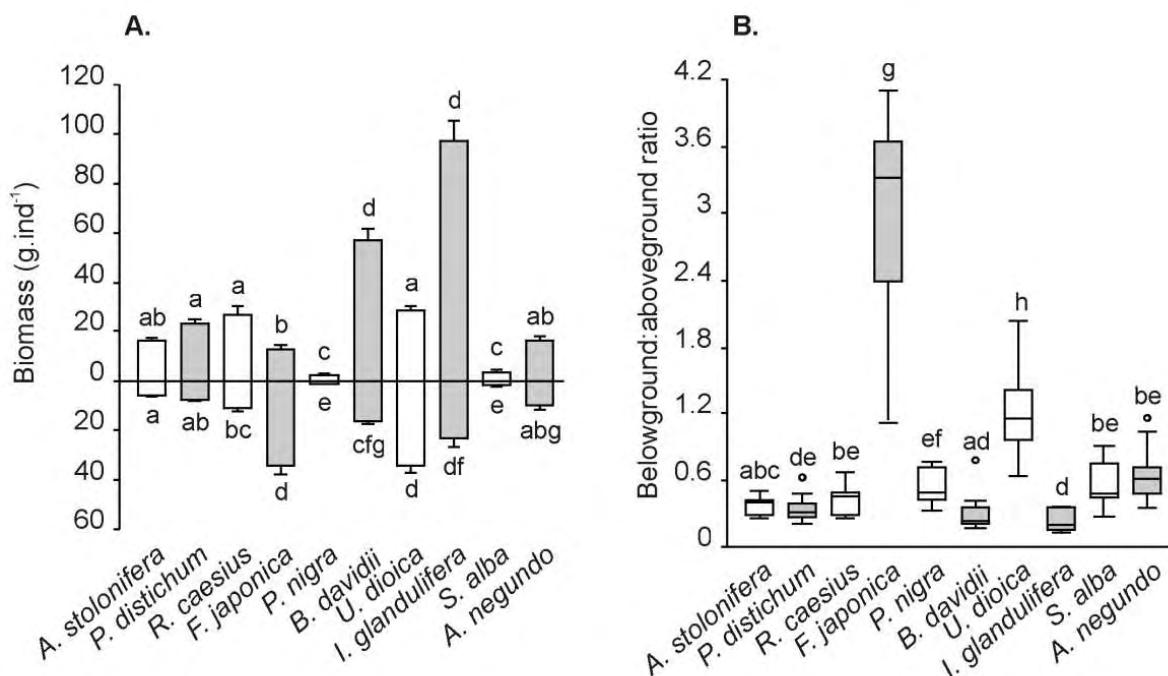 A.
Biomass (g.ind-1)
120
100
80
60
40
20
0
20
40
60
ab
a
a
b
c
d
a
d
c
ab
a
ab
bc
d
e
cfg
d
df
e
abg
A. stolonifera
P. distichum
R. caesius
F. japonica
P. nigra
B. davidii
U. dioica
I. glandulifera
S. alba
A. negundo
B.
Belowground:aboveground ratio
4.2
3.6
3
2.4
1.8
1.2
0.6
0
abc
de
be
g
ef
ad
h
d
be
be
A. stolonifera
P. distichum
R. caesius
F. japonica
P. nigra
B. davidii
U. dioica
I. glandulifera
S. alba
A. negundo